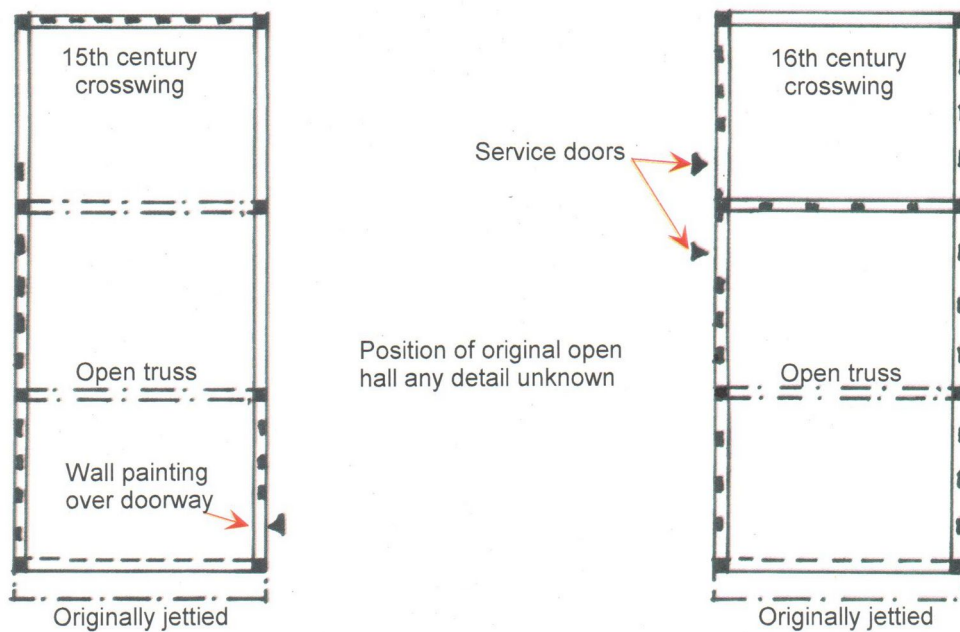 15th century
crosswing
Open truss
Wall painting
over doorway
Originally jettied
Service doors
Position of original open
hall any detail unknown
16th century
crosswing
Open truss
Originally jettied